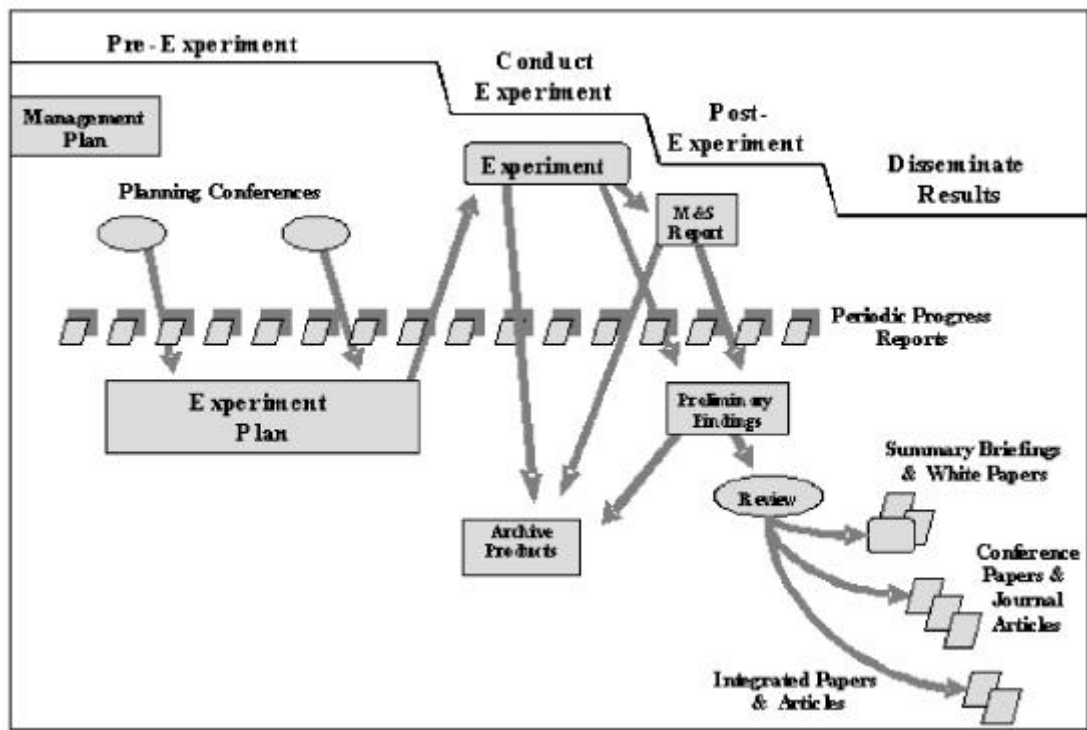 Pre-Experiment
Conduct
Experiment
Post-
Experiment
Disseminate
Results
Management
Plan
Planning Conferences
Experiment
M&S
Report
Periodic Progress
Reports
Experiment
Plan
Preliminary
Findings
Summary Briefings
& White Papers
Review
Archive
Products
Conference
Papers &
Journal
Articles
Integrated Papers
& Articles